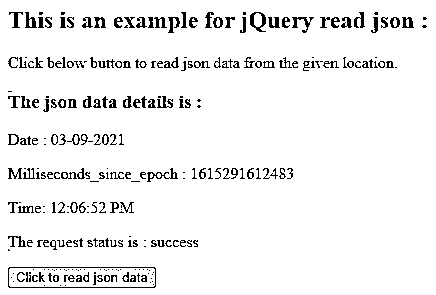 This is an example for jQuery read json :
Click below button to read json data from the given location.
The json data details is :
Date : 03-09-2021
Milliseconds_since_epoch : 1615291612483
Time: 12:06:52 PM
The request status is : success
Click to read json data